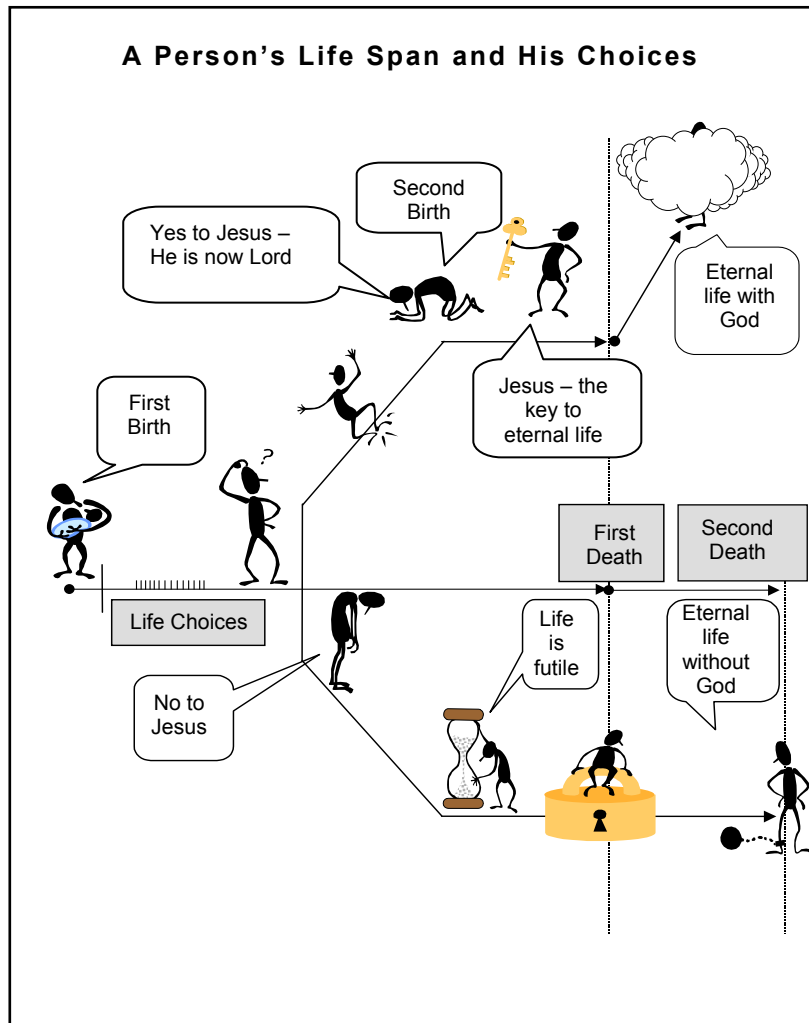 A Person's Life Span and His Choices
Second
Birth
Yes to Jesus –
He is now Lord
Eternal
life with
God
Jesus – the
key to
eternal life
First
Birth
?
First
Death
Second
Death
Life Choices
Life
is
futile
Eternal
life
without
God
No to
Jesus